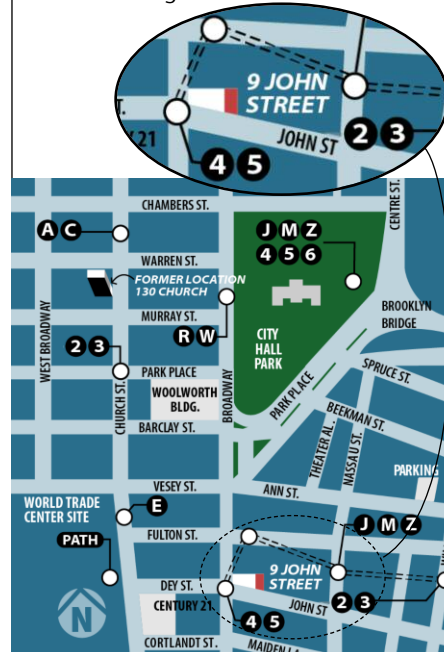 9 JOHN
STREET
JOHN ST
2 3
21
4 5
CHAMBERS ST.
CENTRE ST.
A C
J M Z
4 5 6
WARREN ST.
FORMER LOCATION
130 CHURCH
BROOKLYN
BRIDGE
MURRAY ST.
R W
CITY
HALL
PARK
WEST BROADWAY
2 3
CHURCH ST.
PARK PLACE
WOOLWORTH
BLDG.
BROADWAY
PARK PLACE
SPRUCE ST.
BEEKMAN ST.
THEATER AL.
NASSAU ST.
BARCLAY ST.
PARKING
VESEY ST.
ANN ST.
WORLD TRADE
CENTER SITE
E
J M Z
FULTON ST.
PATH
9 JOHN
STREET
DEY ST.
2 3
CENTURY 21
JOHN ST
4 5
N
CORTLANDT ST.
MAIDEN LA